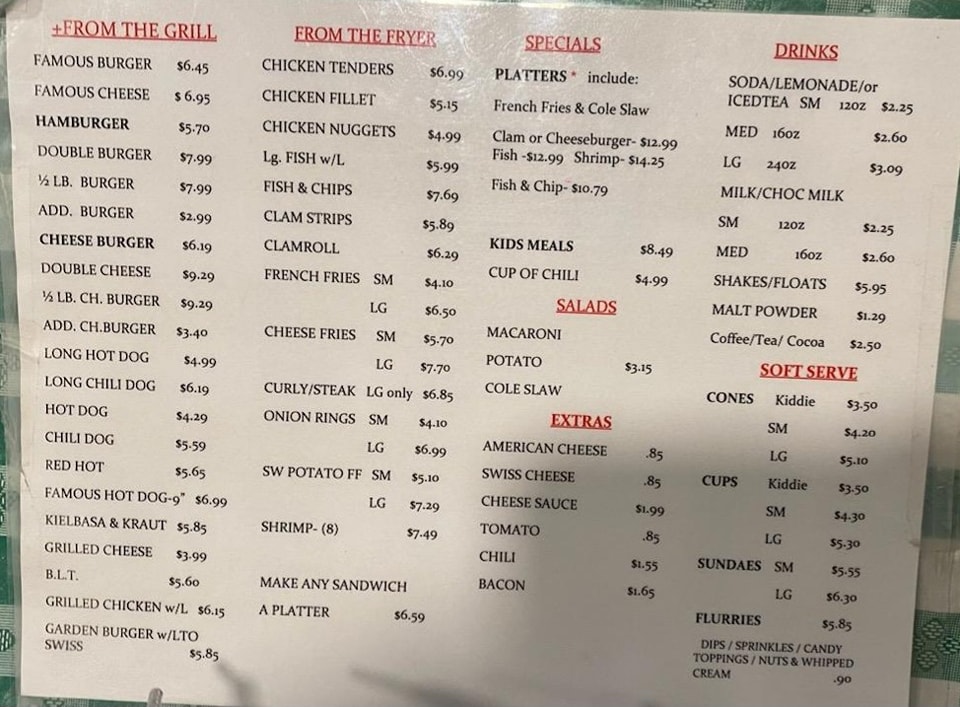 +FROM THE GRILL
FAMOUS BURGER $6.45
FAMOUS CHEESE $ 6.95
HAMBURGER $5.70
DOUBLE BURGER $7.99
½ LB. BURGER $7.99
ADD. BURGER $2.99
CHEESE BURGER $6.19
DOUBLE CHEESE $9.29
½ LB. CH. BURGER $9.29
ADD. CH.BURGER $3.40
LONG HOT DOG $4.99
LONG CHILI DOG $6.19
HOT DOG $4.29
CHILI DOG $5.59
RED HOT $5.65
FAMOUS HOT DOG-9" $6.99
KIELBASA & KRAUT $5.85
GRILLED CHEESE $3.99
B.L.T. $5.60
GRILLED CHICKEN w/L $6.15
GARDEN BURGER w/LTO
SWISS $5.85
FROM THE FRYER
CHICKEN TENDERS $6.99
CHICKEN FILLET $5.15
CHICKEN NUGGETS $4.99
Lg. FISH w/L $5.99
FISH & CHIPS $7.69
CLAM STRIPS $5.89
CLAMROLL $6.29
FRENCH FRIES SM $4.10
LG $6.50
CHEESE FRIES SM $5.70
LG $7.70
CURLY/STEAK LG only $6.85
ONION RINGS SM $4.10
LG $6.99
SW POTATO FF SM $5.10
LG $7.29
SHRIMP- (8) $7.49
MAKE ANY SANDWICH
A PLATTER $6.59
SPECIALS
PLATTERS * include:
French Fries & Cole Slaw
Clam or Cheeseburger- $12.99
Fish -$12.99 Shrimp- $14.25
Fish & Chip- $10.79
KIDS MEALS $8.49
CUP OF CHILI $4.99
SALADS
MACARONI
POTATO $3.15
COLE SLAW
EXTRAS
AMERICAN CHEESE .85
SWISS CHEESE .85
CHEESE SAUCE $1.99
TOMATO .85
CHILI $1.55
BACON $1.65
DRINKS
SODA/LEMONADE/or
ICEDTEA SM 12OZ $2.25
MED 16OZ $2.60
LG 24OZ $3.09
MILK/CHOC MILK
SM 12OZ $2.25
MED 16OZ $2.60
SHAKES/FLOATS $5.95
MALT POWDER $1.29
Coffee/Tea/ Cocoa $2.50
SOFT SERVE
CONES Kiddie $3.50
SM $4.20
LG $5.10
CUPS Kiddie $3.50
SM $4.30
LG $5.30
SUNDAES SM $5.55
LG $6.30
FLURRIES $5.85
DIPS / SPRINKLES / CANDY
TOPPINGS / NUTS & WHIPPED
CREAM .90